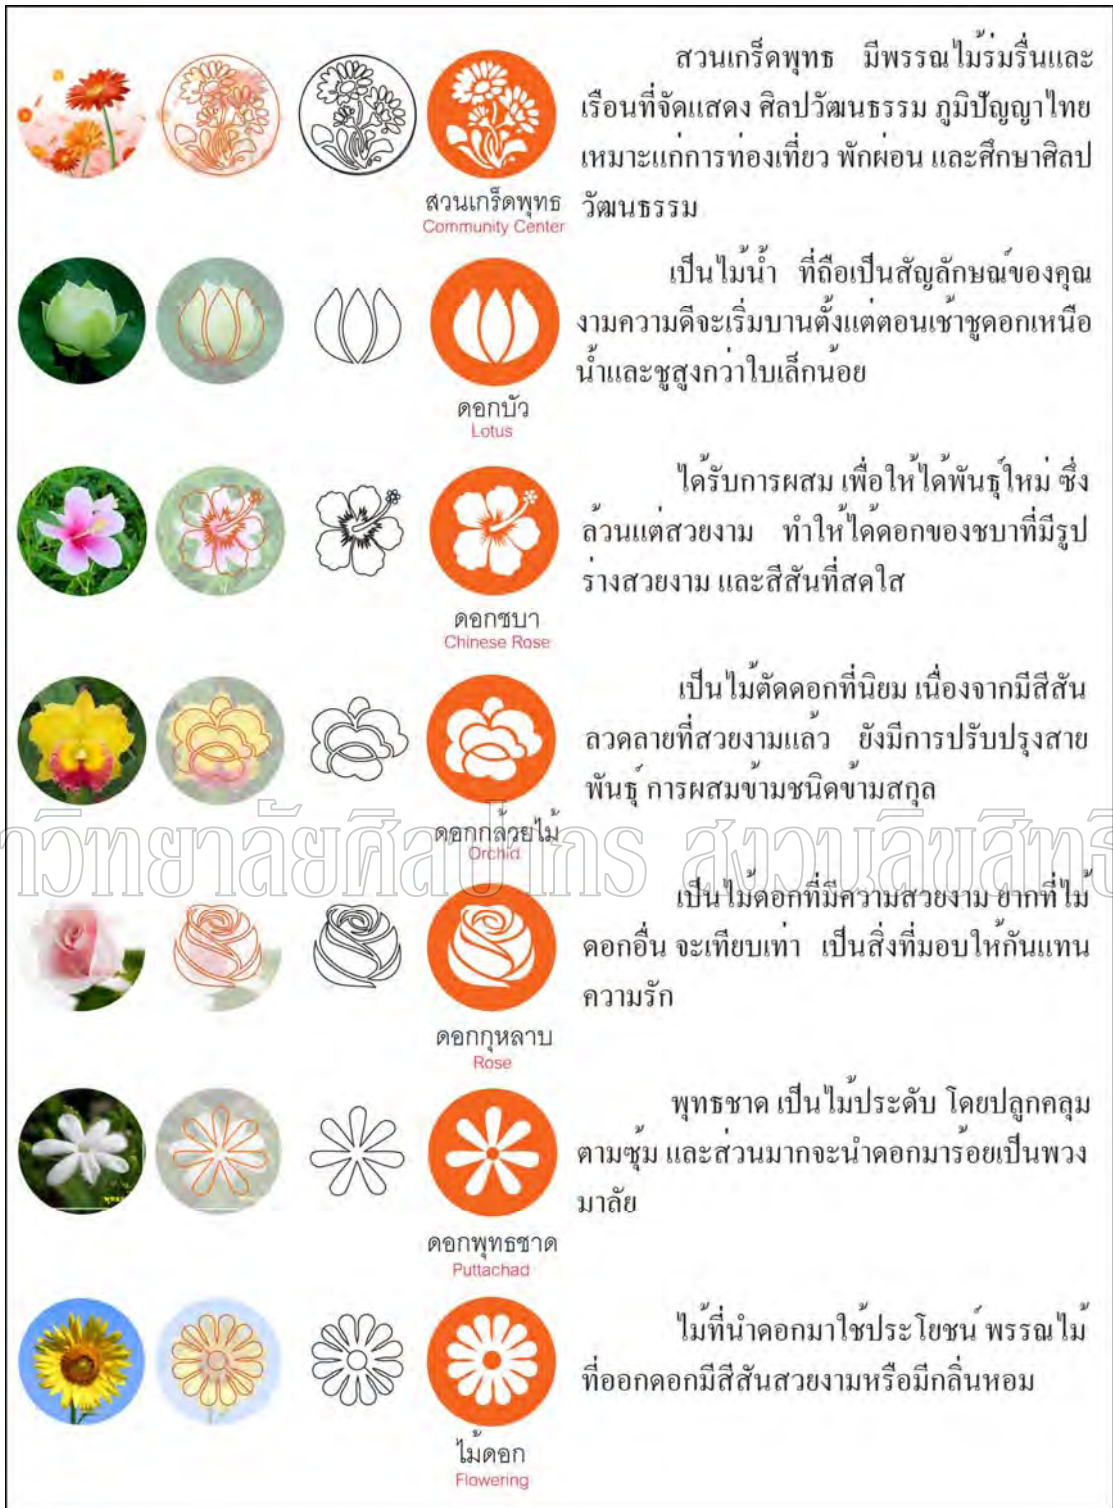 สวนเกร็ดพุทธ มีพรรณไม้ร่มรื่นและ
เรือนที่จัดแสดง ศิลปวัฒนธรรม ภูมิปัญญาไทย
เหมาะแก่การท่องเที่ยว พักผ่อน และศึกษาศิลป
วัฒนธรรม
สวนเกร็ดพุทธ
Community Center
เป็นไม้น้ำ ที่ถือเป็นสัญลักษณ์ของคุณ
งามความดีจะเริ่มบานตั้งแต่ตอนเช้าชูดอกเหนือ
น้ำและชูสูงกว่าใบเล็กน้อย
ดอกบัว
Lotus
ได้รับการผสม เพื่อให้ได้พันธุ์ใหม่ ซึ่ง
ล้วนแต่สวยงาม ทำให้ได้ดอกของชบาที่มีรูป
ร่างสวยงาม และสีสันที่สดใส
ดอกชบา
Chinese Rose
เป็นไม้ตัดดอกที่นิยม เนื่องจากมีสีสัน
ลวดลายที่สวยงามแล้ว ยังมีการปรับปรุงสาย
พันธุ์ การผสมข้ามชนิดข้ามสกุล
ดอกกล้วยไม้
Orchid
าวิทยาลัยศิลปากร สงวนลิขสิทธิ
เป็นไม้ดอกที่มีความสวยงาม ยากที่ไม้
ดอกอื่น จะเทียบเท่า เป็นสิ่งที่มอบให้กันแทน
ความรัก
ดอกกุหลาบ
Rose
พุทธชาด เป็นไม้ประดับ โดยปลูกคลุม
ตามซุ้ม และส่วนมากจะนำดอกมาร้อยเป็นพวง
มาลัย
ดอกพุทธชาด
Puttachad
ไม้ที่นำดอกมาใช้ประโยชน์ พรรณไม้
ที่ออกดอกมีสีสันสวยงามหรือมีกลิ่นหอม
ไม้ดอก
Flowering